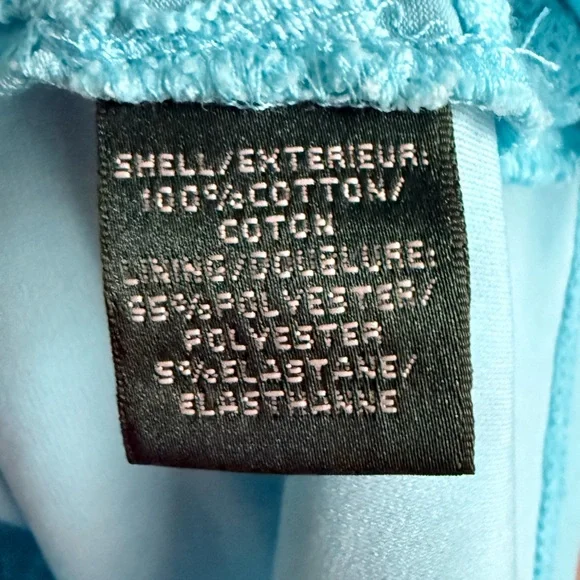 SHELL/EXTERIEUR:
100%COTTON/
COTON
LINING/DOUBLURE:
95%POLYESTER/
POLYESTER
5%ELASTANE/
ELASTHANNE